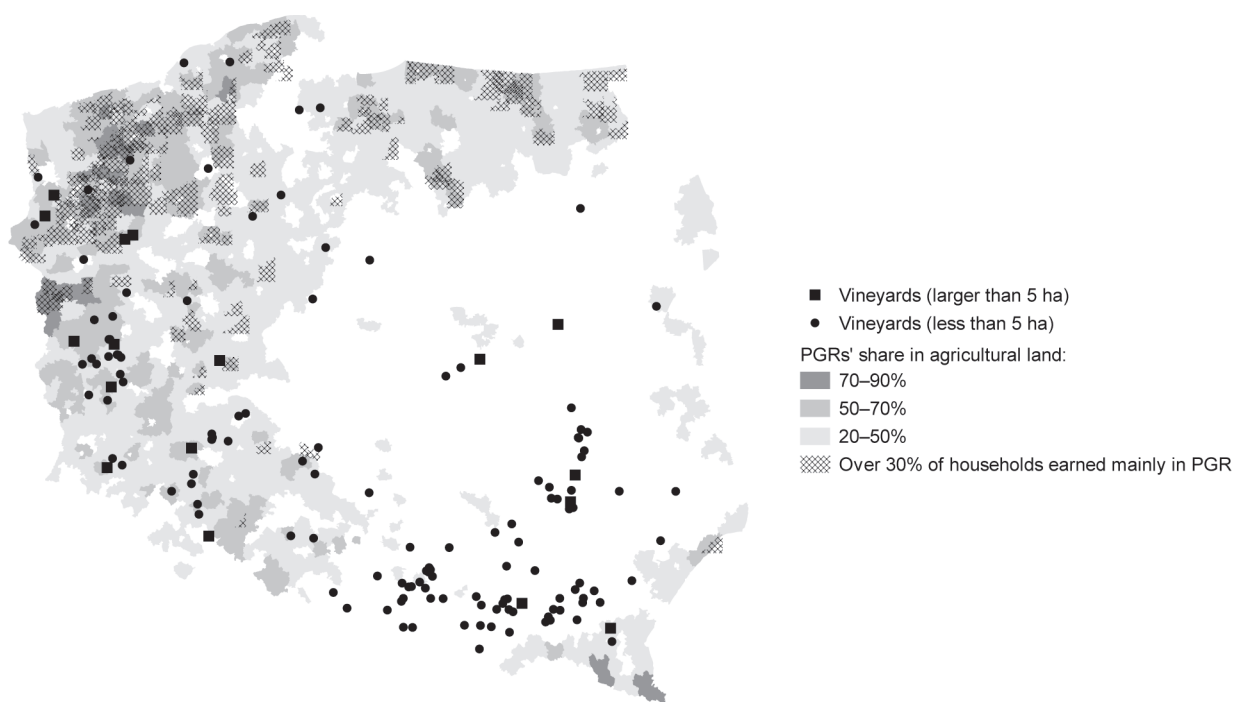 Vineyards (larger than 5 ha)
Vineyards (less than 5 ha)
PGRs' share in agricultural land:
70–90%
50–70%
20–50%
Over 30% of households earned mainly in PGR